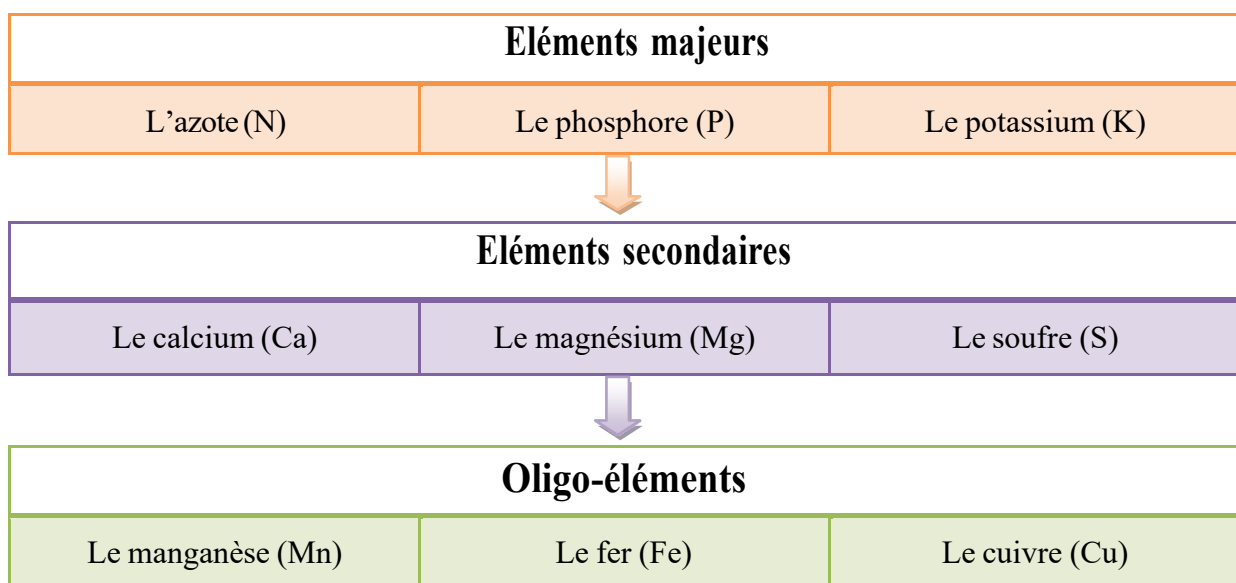 Eléments majeurs
L’azote (N) Le phosphore (P) Le potassium (K)
Eléments secondaires
Le calcium (Ca) Le magnésium (Mg) Le soufre (S)
Oligo-éléments
Le manganèse (Mn) Le fer (Fe) Le cuivre (Cu)